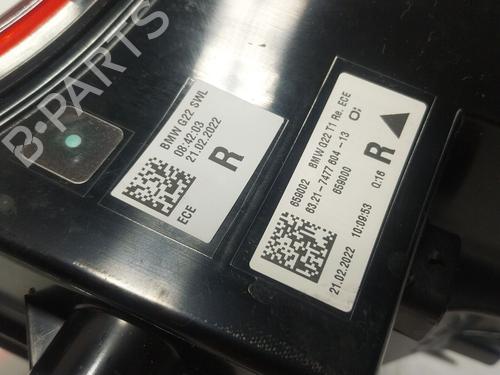 B-PARTS
BMW G22 SWL
08:42:03
21.02.2022
R
ECE
659002 BMW G22 T1 Re. ECE
63.21-7477 604 - 13 OI
659000 R
21.02.2022 10:09:53 0.16